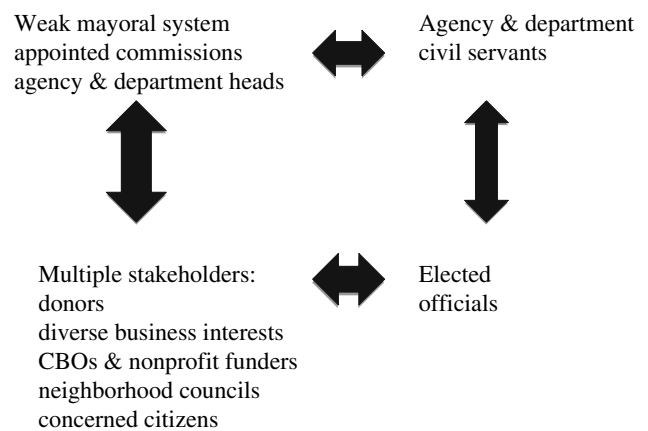 Weak mayoral system
appointed commissions
agency & department heads
Agency & department
civil servants
Multiple stakeholders:
donors
diverse business interests
CBOs & nonprofit funders
neighborhood councils
concerned citizens
Elected
officials